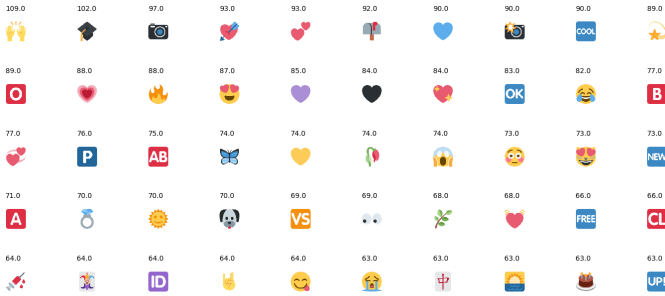 109.0 102.0 97.0 93.0 93.0 92.0 90.0 90.0 90.0 89.0
COOL
89.0 88.0 88.0 87.0 85.0 84.0 84.0 83.0 82.0 77.0
O OK B
77.0 76.0 75.0 74.0 74.0 74.0 74.0 73.0 73.0 73.0
P AB NEW
71.0 70.0 70.0 70.0 69.0 69.0 68.0 68.0 66.0 66.0
A VS FREE CL
64.0 64.0 64.0 64.0 64.0 63.0 63.0 63.0 63.0 63.0
ID 中 UP!